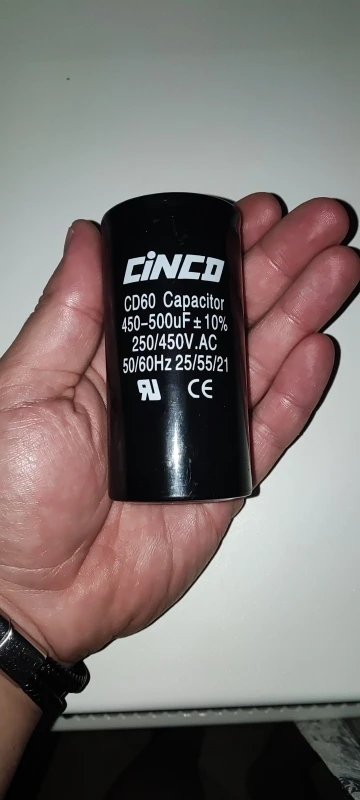 CINCO
CD60 Capacitor
450-500uF±10%
250/450V.AC
50/60Hz 25/55/21
CE